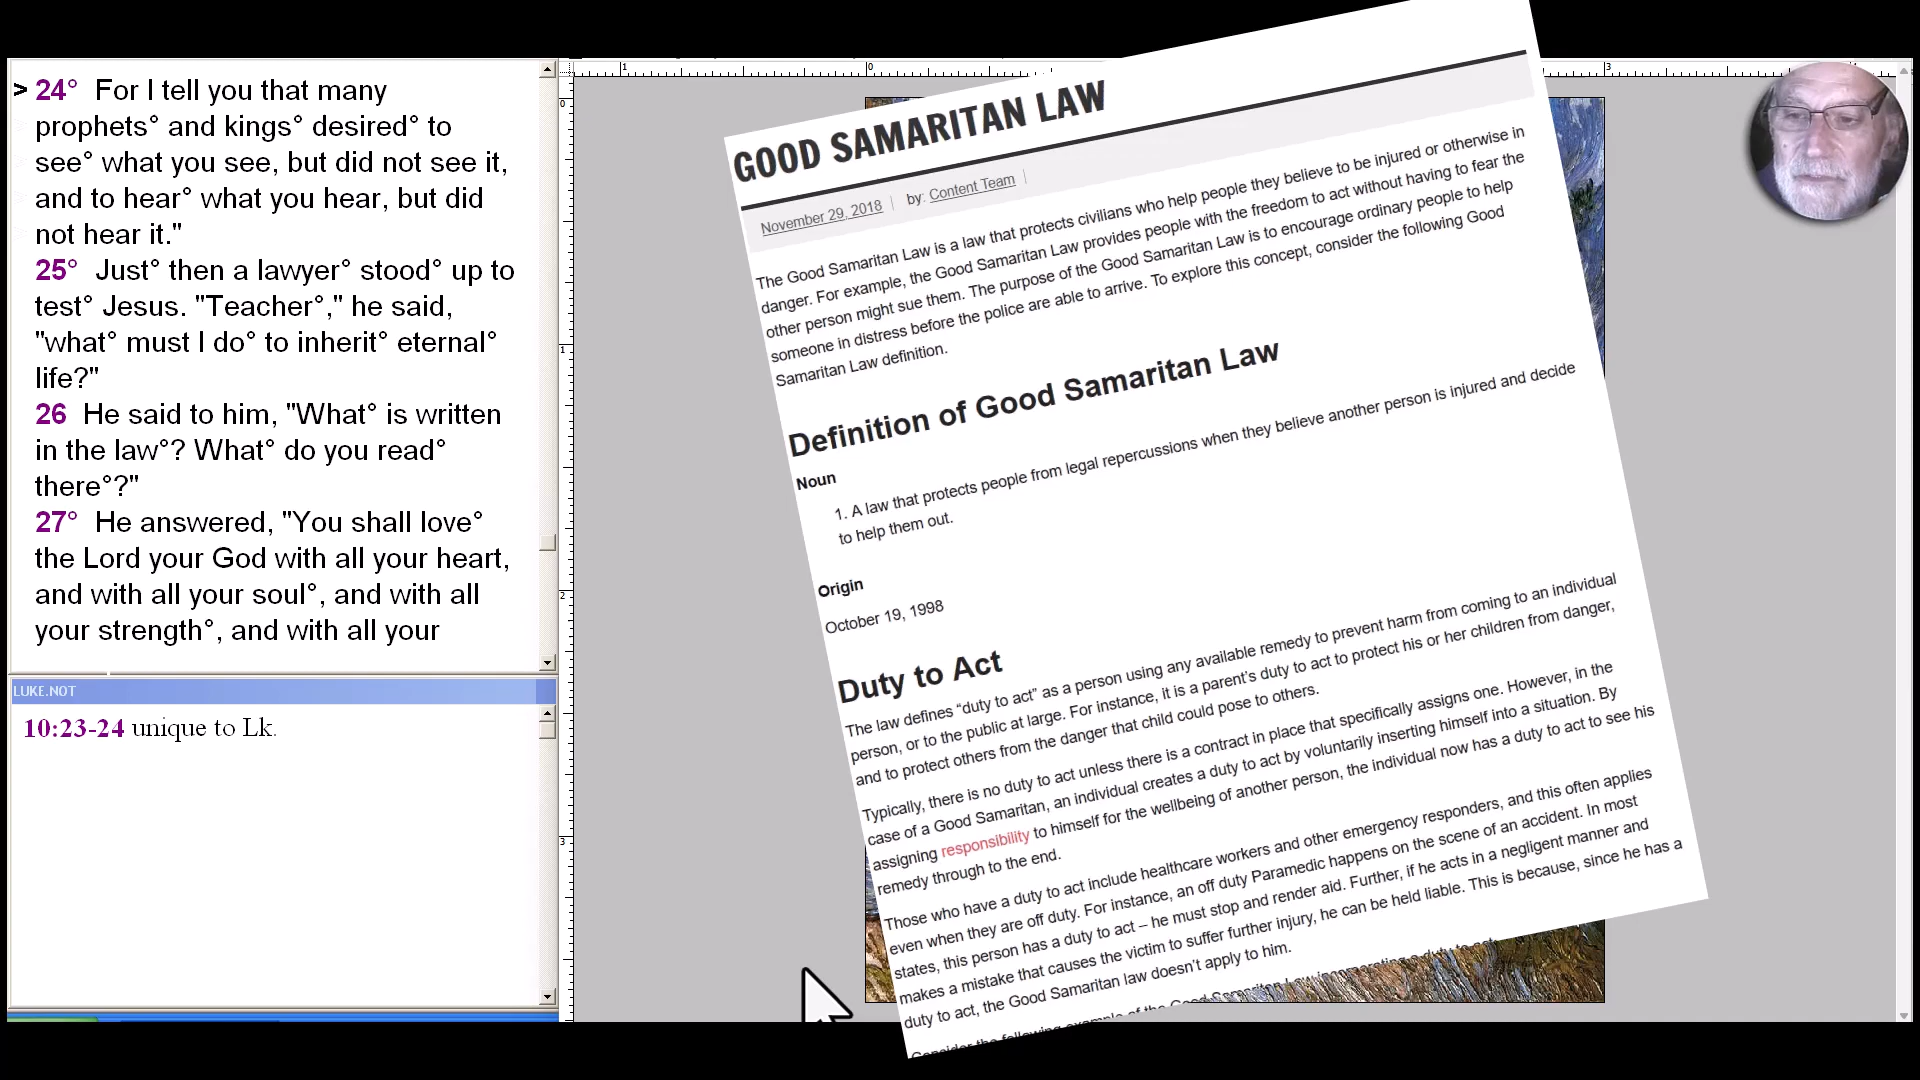 > 24° For I tell you that many
prophets° and kings° desired° to
see° what you see, but did not see it,
and to hear° what you hear, but did
not hear it."
25° Just° then a lawyer° stood° up to
test° Jesus. "Teacher°," he said,
"what° must I do° to inherit° eternal°
life?"
26 He said to him, "What° is written
in the law°? What° do you read°
there°?"
27° He answered, "You shall love°
the Lord your God with all your heart,
and with all your soul°, and with all
your strength°, and with all your
LUKE.NOT
10:23-24 unique to Lk.
1
0
3
0
1
2
3
GOOD SAMARITAN LAW
November 29, 2018 by: Content Team
The Good Samaritan Law is a law that protects civilians who help people they believe to be injured or otherwise in
danger. For example, the Good Samaritan Law provides people with the freedom to act without having to fear the
other person might sue them. The purpose of the Good Samaritan Law is to encourage ordinary people to help
someone in distress before the police are able to arrive. To explore this concept, consider the following Good
Samaritan Law definition.
Definition of Good Samaritan Law
Noun
1. A law that protects people from legal repercussions when they believe another person is injured and decide
to help them out.
Origin
October 19, 1998
Duty to Act
The law defines “duty to act” as a person using any available remedy to prevent harm from coming to an individual
person, or to the public at large. For instance, it is a parent’s duty to act to protect his or her children from danger,
and to protect others from the danger that child could pose to others.
Typically, there is no duty to act unless there is a contract in place that specifically assigns one. However, in the
case of a Good Samaritan, an individual creates a duty to act by voluntarily inserting himself into a situation. By
assigning responsibility to himself for the wellbeing of another person, the individual now has a duty to act to see his
remedy through to the end.
Those who have a duty to act include healthcare workers and other emergency responders, and this often applies
even when they are off duty. For instance, an off duty Paramedic happens on the scene of an accident. In most
states, this person has a duty to act – he must stop and render aid. Further, if he acts in a negligent manner and
makes a mistake that causes the victim to suffer further injury, he can be held liable. This is because, since he has a
duty to act, the Good Samaritan law doesn’t apply to him.
Consider the following example of the Good Samaritan Law incorporating a duty to act